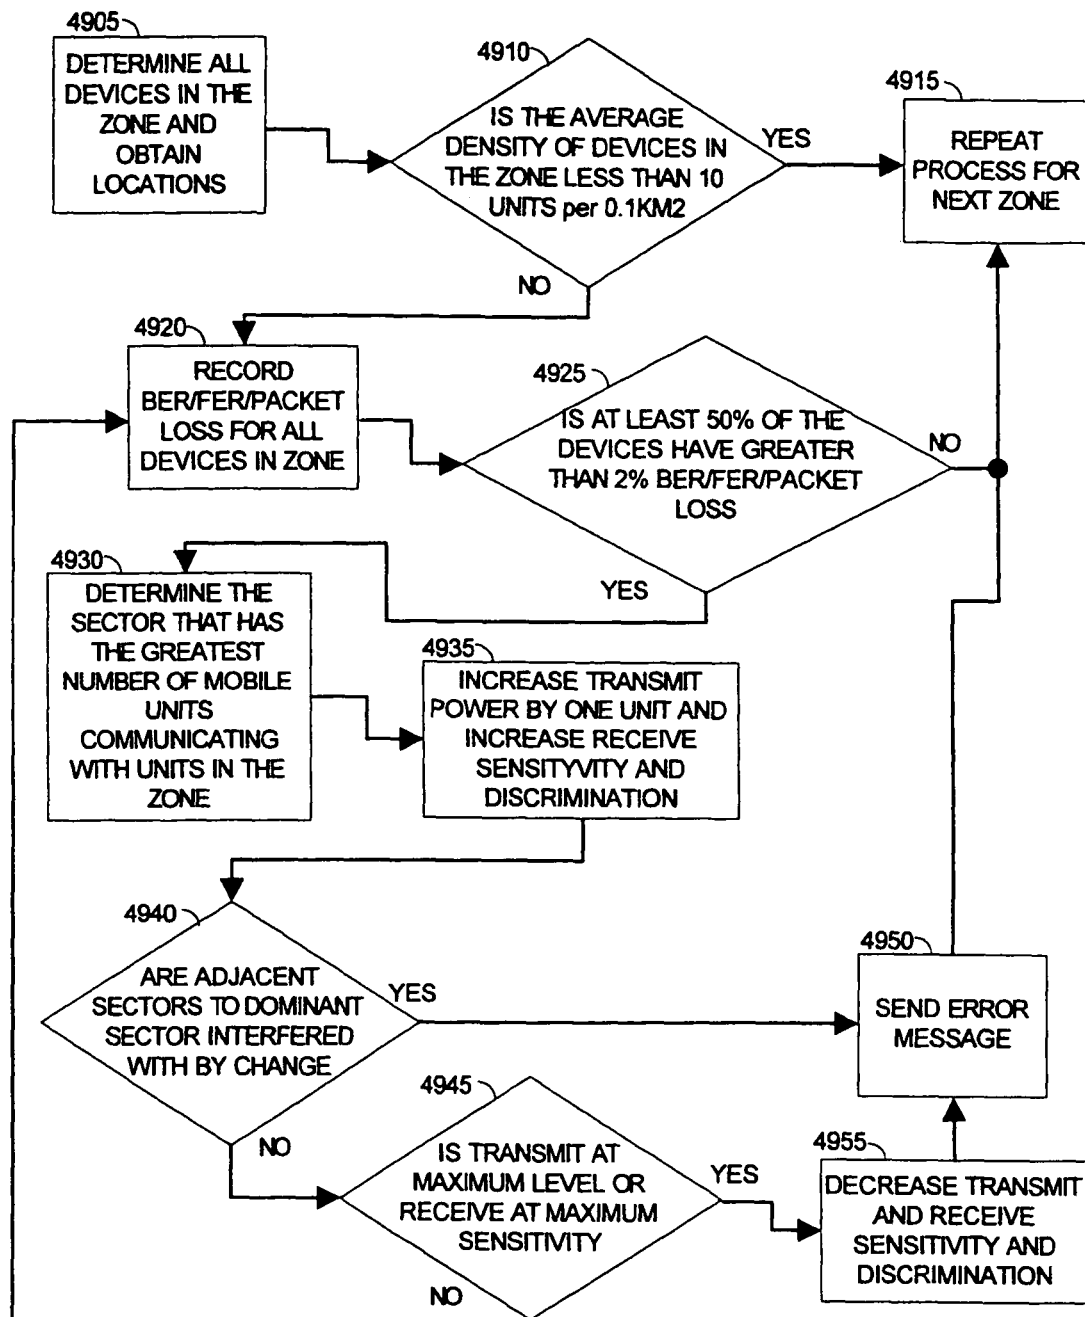 4905
DETERMINE ALL
DEVICES IN THE
ZONE AND
OBTAIN
LOCATIONS
4910
IS THE AVERAGE
DENSITY OF DEVICES IN
THE ZONE LESS THAN 10
UNITS per 0.1KM2
YES
NO
4915
REPEAT
PROCESS FOR
NEXT ZONE
4920
RECORD
BER/FER/PACKET
LOSS FOR ALL
DEVICES IN ZONE
4925
IS AT LEAST 50% OF THE
DEVICES HAVE GREATER
THAN 2% BER/FER/PACKET
LOSS
NO
YES
4930
DETERMINE THE
SECTOR THAT HAS
THE GREATEST
NUMBER OF MOBILE
UNITS
COMMUNICATING
WITH UNITS IN THE
ZONE
4935
INCREASE TRANSMIT
POWER BY ONE UNIT AND
INCREASE RECEIVE
SENSITYVITY AND
DISCRIMINATION
4940
ARE ADJACENT
SECTORS TO DOMINANT
SECTOR INTERFERED
WITH BY CHANGE
YES
NO
4950
SEND ERROR
MESSAGE
4945
IS TRANSMIT AT
MAXIMUM LEVEL OR
RECEIVE AT MAXIMUM
SENSITIVITY
YES
NO
4955
DECREASE TRANSMIT
AND RECEIVE
SENSITIVITY AND
DISCRIMINATION